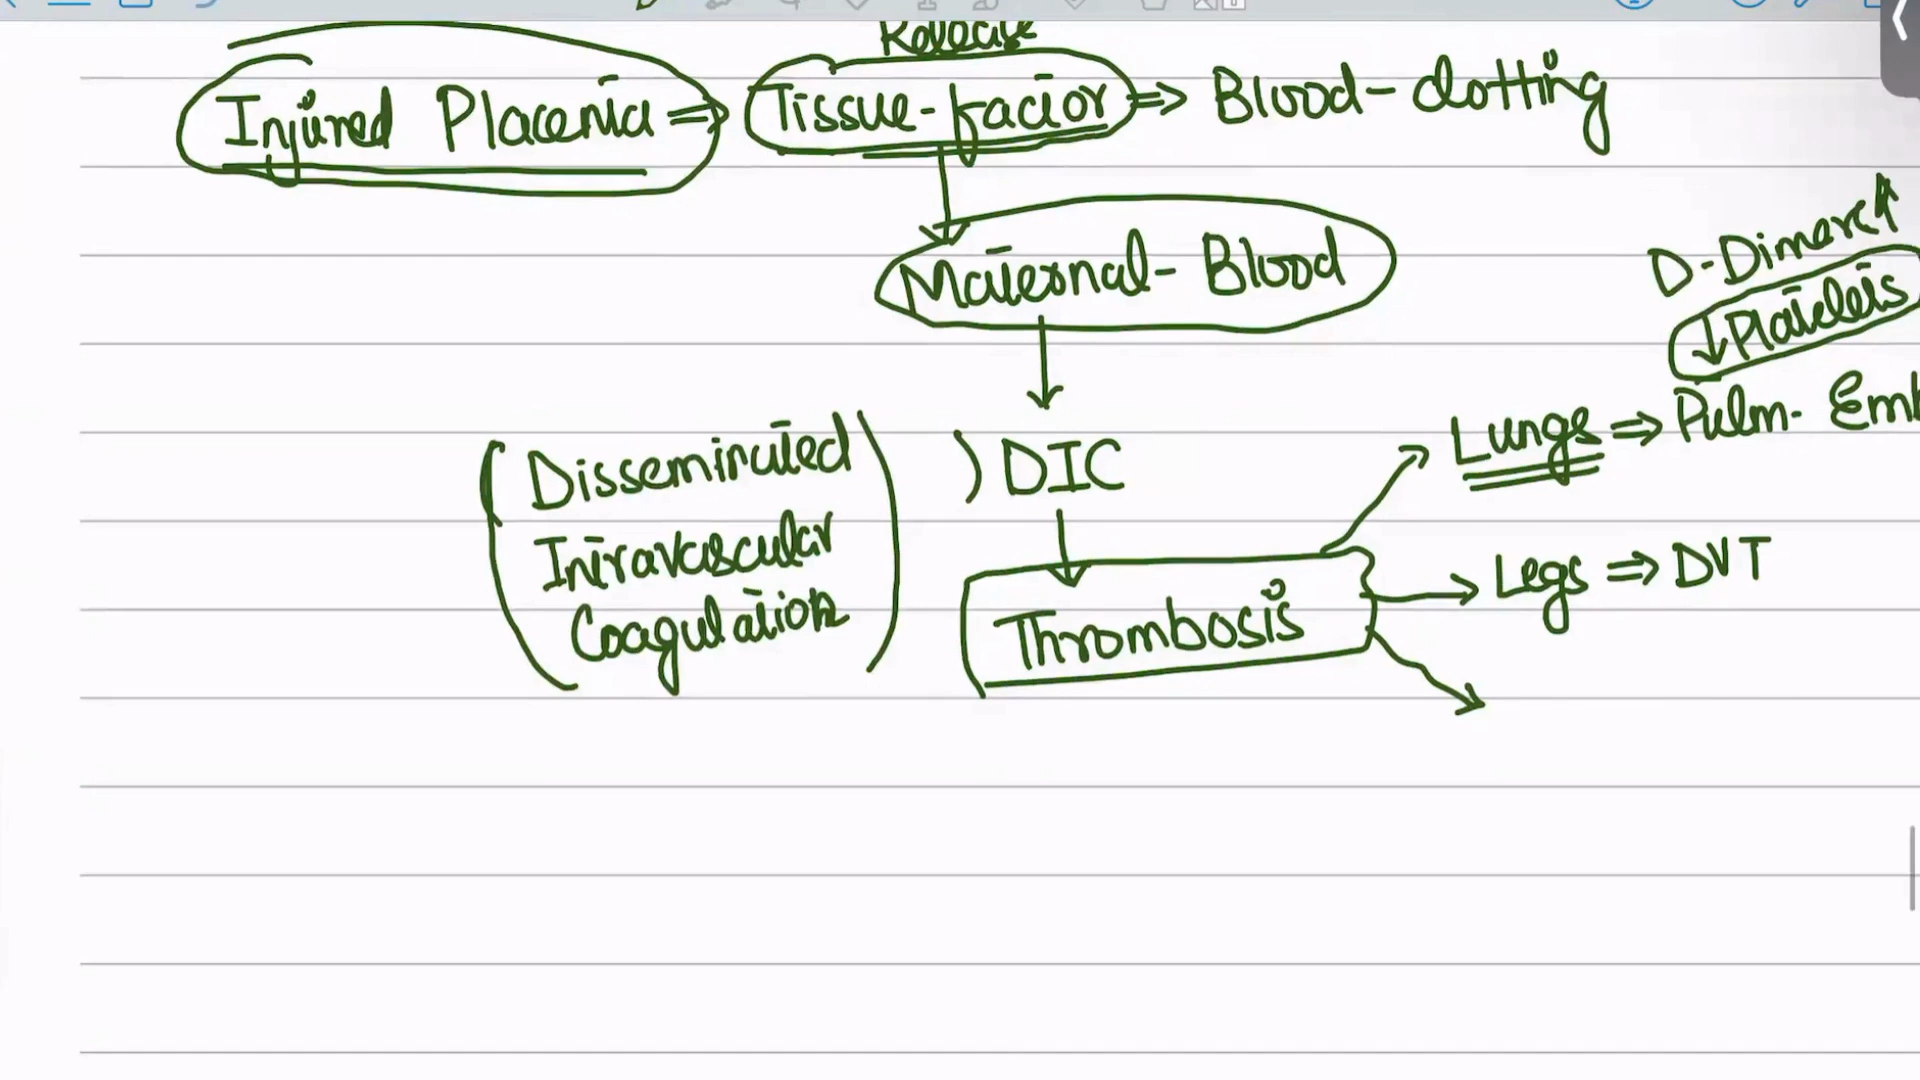 Release
Injured Placenta ⇒ Tissue-factor ⇒ Blood-clotting
Maternal-Blood
D-Dimer↑
↓Platelets
(Disseminated Intravascular Coagulation) ) DIC
Lungs ⇒ Pulm. Emb
Legs ⇒ DVT
Thrombosis